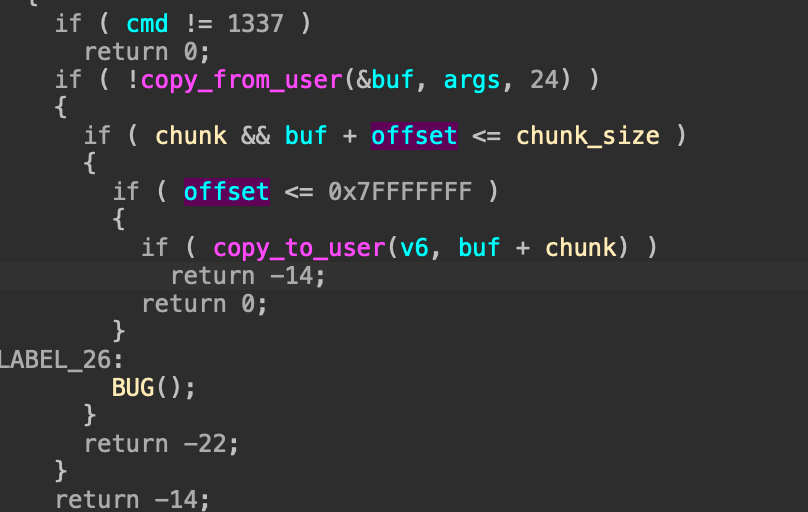 {
if ( cmd != 1337 )
return 0;
if ( !copy_from_user(&buf, args, 24) )
{
if ( chunk && buf + offset <= chunk_size )
{
if ( offset <= 0x7FFFFFFF )
{
if ( copy_to_user(v6, buf + chunk) )
return -14;
return 0;
}
LABEL_26:
BUG();
}
return -22;
}
return -14;